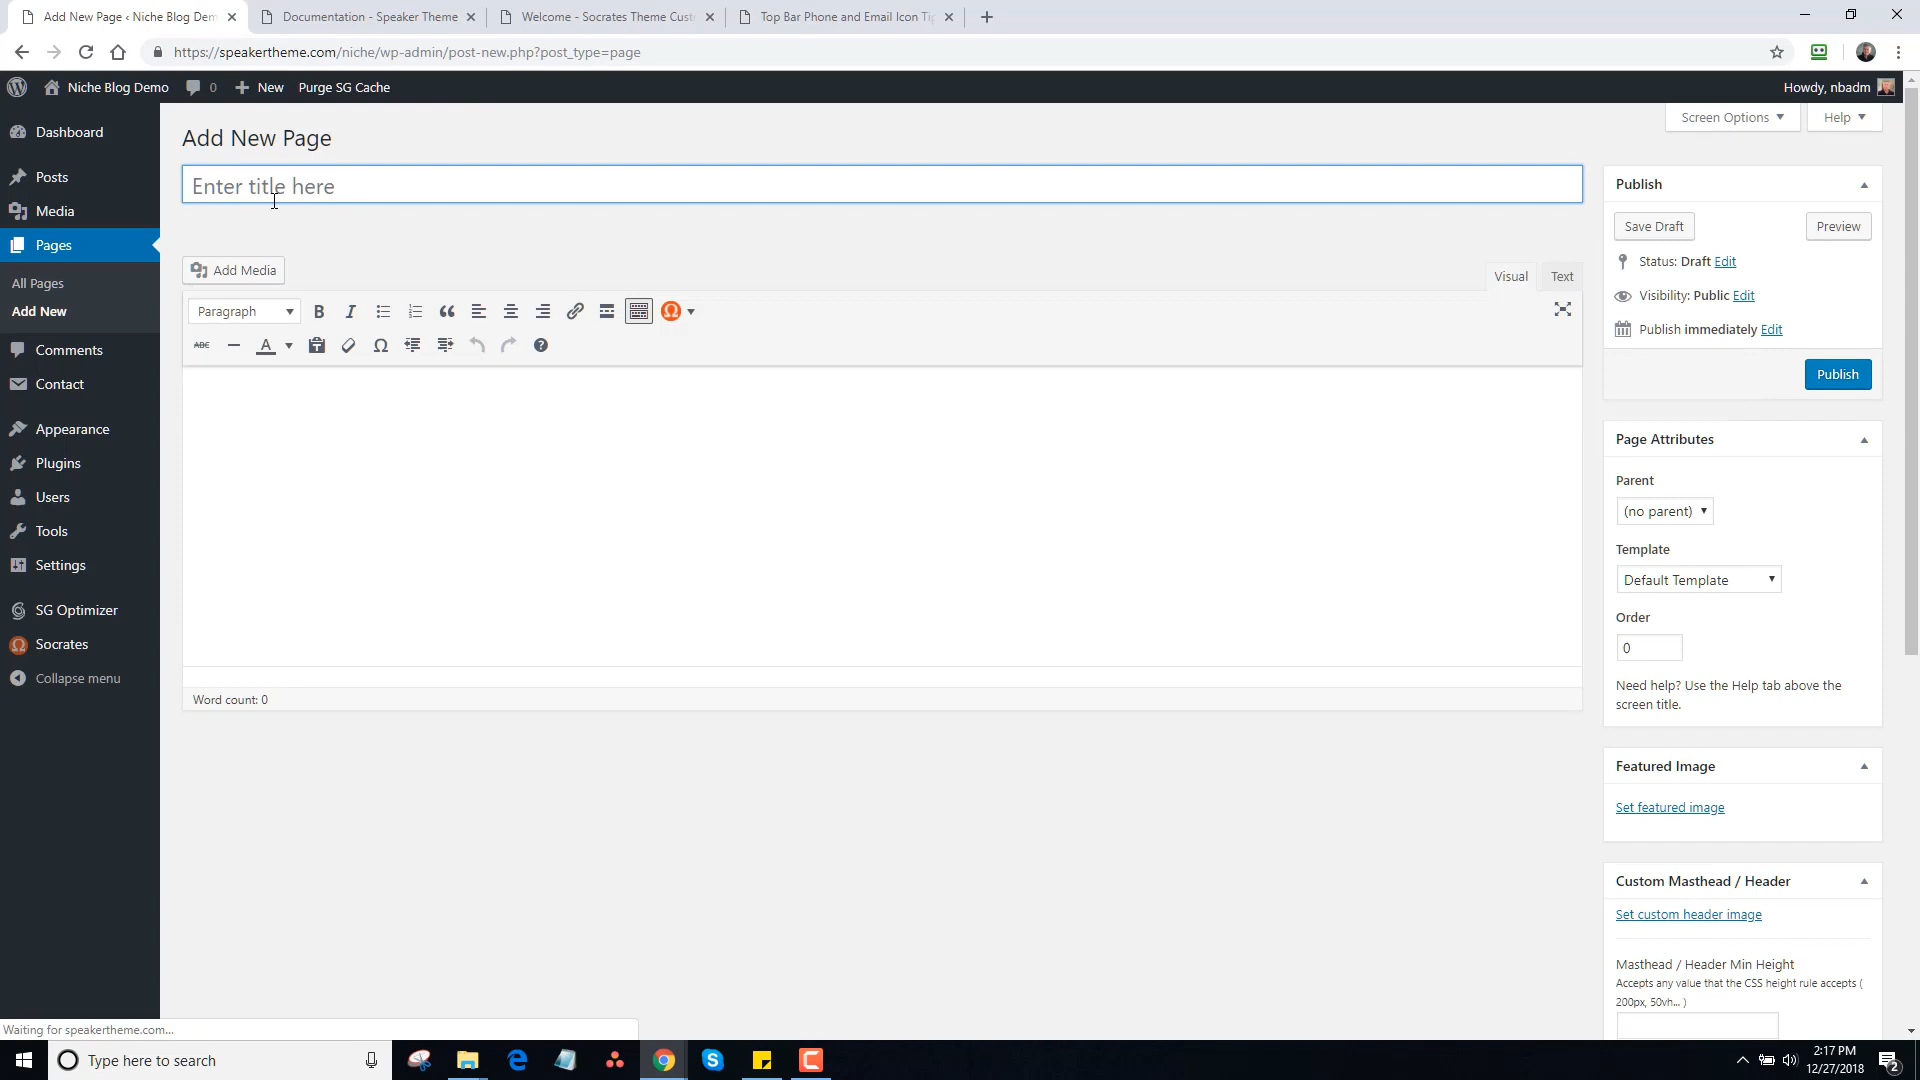 Add New Page ‹ Niche Blog Dem
Documentation - Speaker Theme
Welcome - Socrates Theme Cust
Top Bar Phone and Email Icon Tip
https://speakertheme.com/niche/wp-admin/post-new.php?post_type=page
Niche Blog Demo
0
New
Purge SG Cache
Howdy, nbadm
Dashboard
Posts
Media
Pages
All Pages
Add New
Comments
Contact
Appearance
Plugins
Users
Tools
Settings
SG Optimizer
Socrates
Collapse menu
Screen Options
Help
Add New Page
Enter title here
Add Media
Visual
Text
Paragraph
B
I
ABC
A
Ω
Word count: 0
Publish
Save Draft
Preview
Status: Draft Edit
Visibility: Public Edit
Publish immediately Edit
Publish
Page Attributes
Parent
(no parent)
Template
Default Template
Order
0
Need help? Use the Help tab above the
screen title.
Featured Image
Set featured image
Custom Masthead / Header
Set custom header image
Masthead / Header Min Height
Accepts any value that the CSS height rule accepts (
200px, 50vh... )
Waiting for speakertheme.com...
Type here to search
2:17 PM
12/27/2018
2